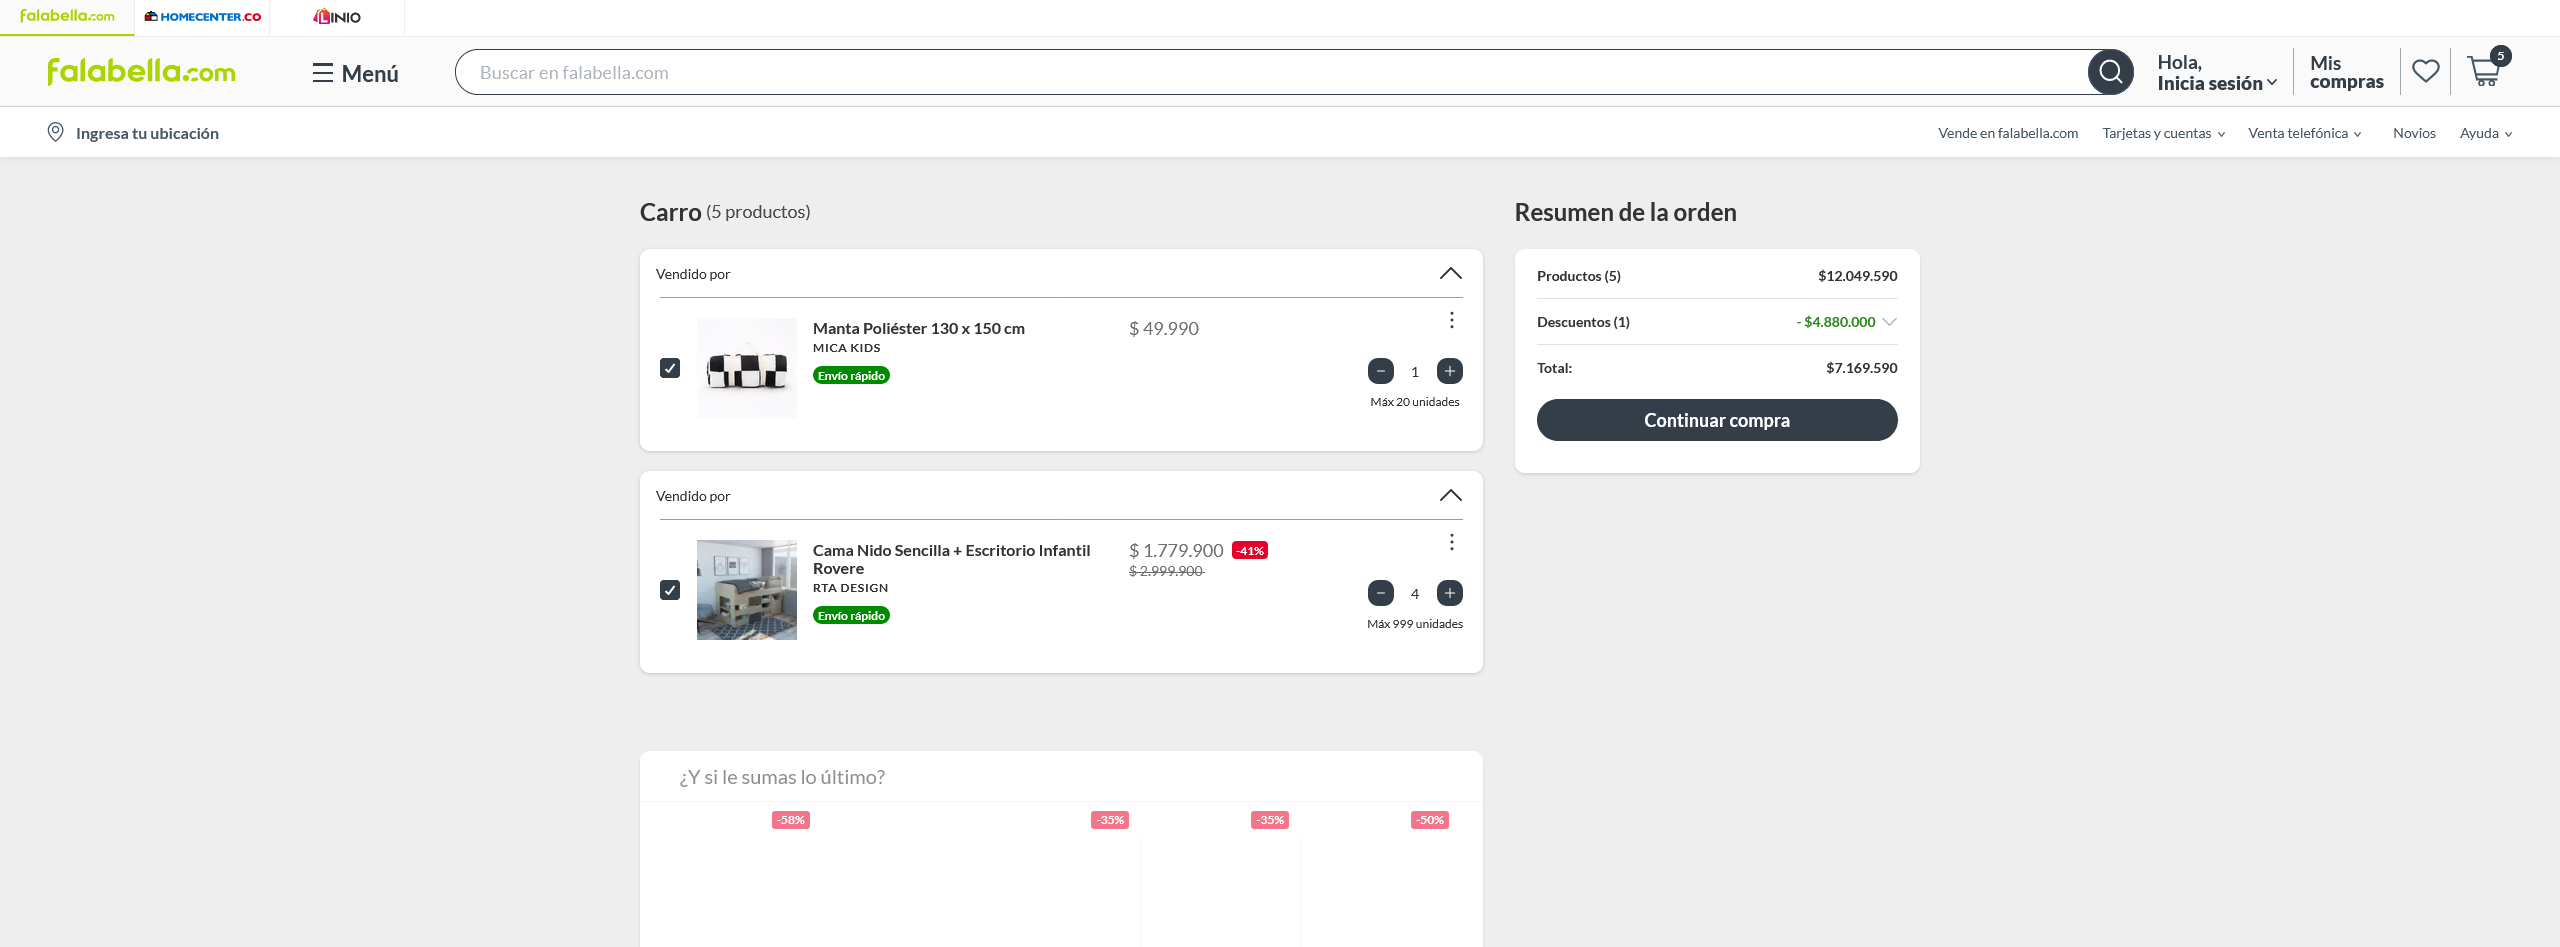 falabella.com
HOMECENTER.CO
LINIO
falabella.com
Menú
Buscar en falabella.com
Hola,
Inicia sesión
Mis
compras
5
Ingresa tu ubicación
Vende en falabella.com
Tarjetas y cuentas
Venta telefónica
Novios
Ayuda
Carro (5 productos)
Vendido por
Manta Poliéster 130 x 150 cm
MICA KIDS
Envío rápido
$ 49.990
1
Máx 20 unidades
Vendido por
Cama Nido Sencilla + Escritorio Infantil
Rovere
RTA DESIGN
Envío rápido
$ 1.779.900 -41%
$ 2.999.900
4
Máx 999 unidades
Resumen de la orden
Productos (5) $12.049.590
Descuentos (1) - $4.880.000
Total: $7.169.590
Continuar compra
¿Y si le sumas lo último?
-58%
-35%
-35%
-50%